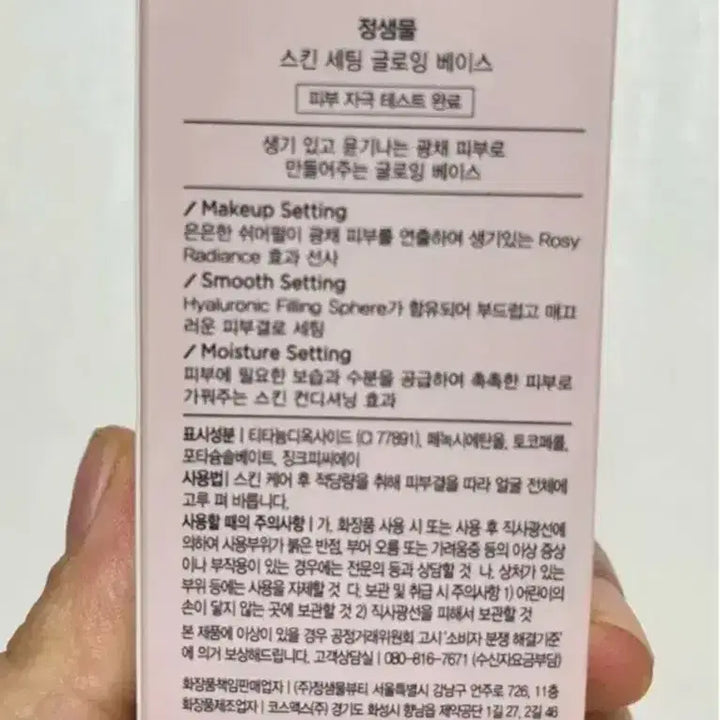 정샘물
스킨 세팅 글로잉 베이스
피부 자극 테스트 완료
생기 있고 윤기나는 광채 피부로
만들어주는 글로잉 베이스
/ Makeup Setting
은은한 쉬어펄이 광채 피부를 연출하여 생기있는 Rosy
Radiance 효과 선사
/ Smooth Setting
Hyaluronic Filling Sphere가 함유되어 부드럽고 매끄
러운 피부결로 세팅
/ Moisture Setting
피부에 필요한 보습과 수분을 공급하여 촉촉한 피부로
가꿔주는 스킨 컨디셔닝 효과
표시성분 | 티타늄디옥사이드 (CI 77891), 페녹시에탄올, 토코페롤,
포타슘솔베이트, 징크피씨에이
사용법 | 스킨 케어 후 적당량을 취해 피부결을 따라 얼굴 전체에
고루 펴 바릅니다.
사용할 때의 주의사항 | 가. 화장품 사용 시 또는 사용 후 직사광선에
의하여 사용부위가 붉은 반점, 부어 오름 또는 가려움증 등의 이상 증상
이나 부작용이 있는 경우에는 전문의 등과 상담할 것 나. 상처가 있는
부위 등에는 사용을 자제할 것 다. 보관 및 취급 시 주의사항 1) 어린이의
손이 닿지 않는 곳에 보관할 것 2) 직사광선을 피해서 보관할 것
본 제품에 이상이 있을 경우 공정거래위원회 고시 '소비자 분쟁 해결기준'
에 의거 보상해드립니다. 고객상담실 | 080-816-7671 (수신자요금부담)
화장품책임판매업자 | (주)정샘물뷰티 서울특별시 강남구 언주로 726, 11층
화장품제조업자 | 코스맥스(주) 경기도 화성시 향남읍 제약공단 1길 27, 2길 46